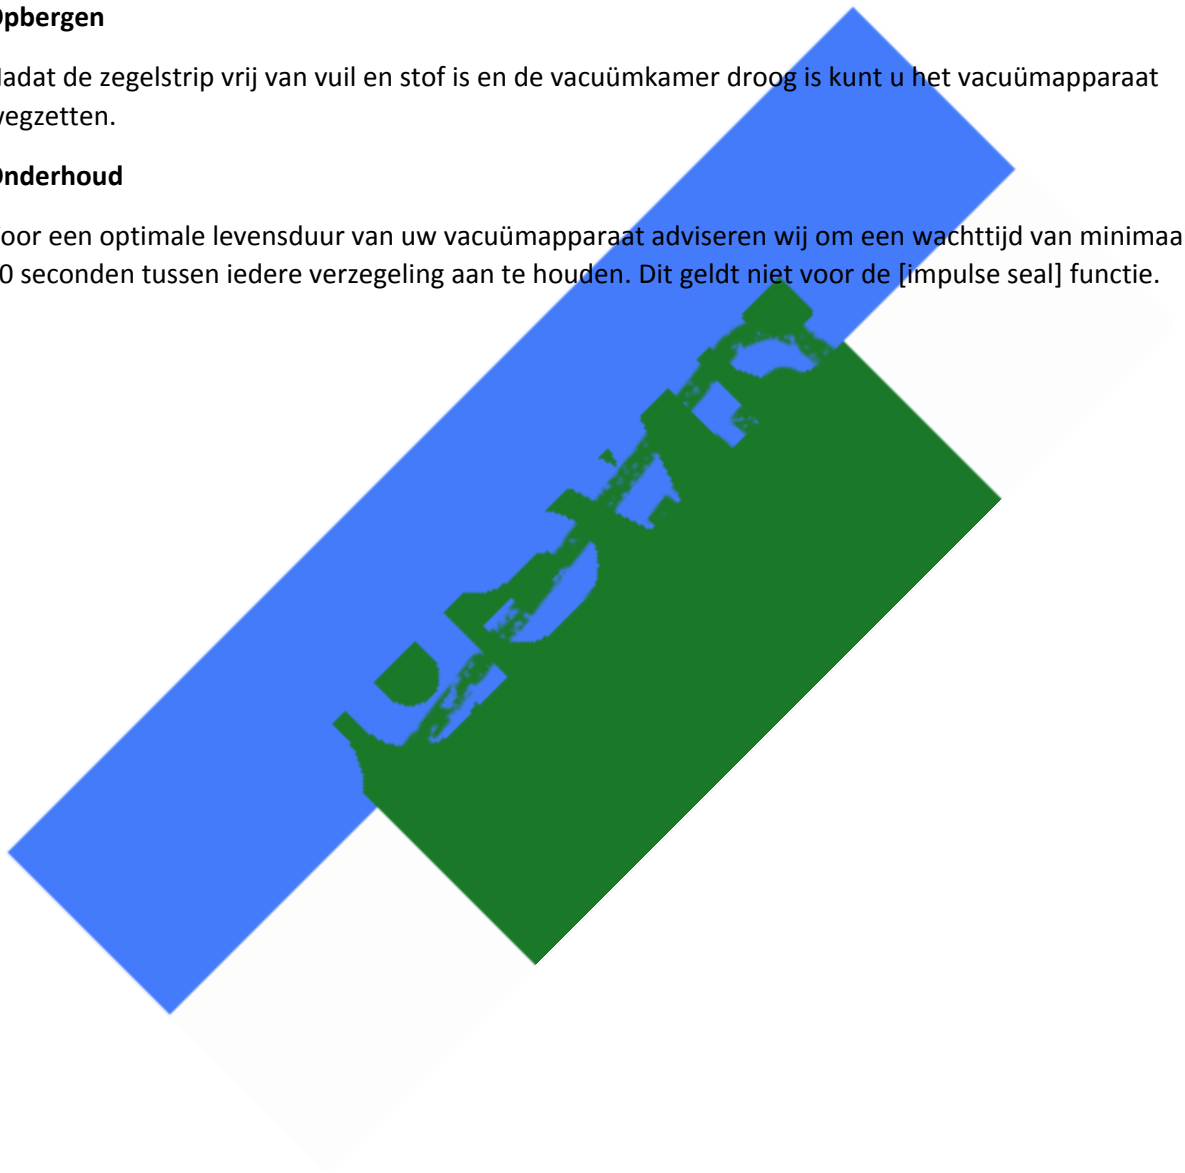 Opbergen
Nadat de zegelstrip vrij van vuil en stof is en de vacuümkamer droog is kunt u het vacuümapparaat
wegzetten.
Onderhoud
oor een optimale levensduur van uw vacuümapparaat adviseren wij om een wachttijd van minimaa
0 seconden tussen iedere verzegeling aan te houden. Dit geldt niet voor de [impulse seal] functie.